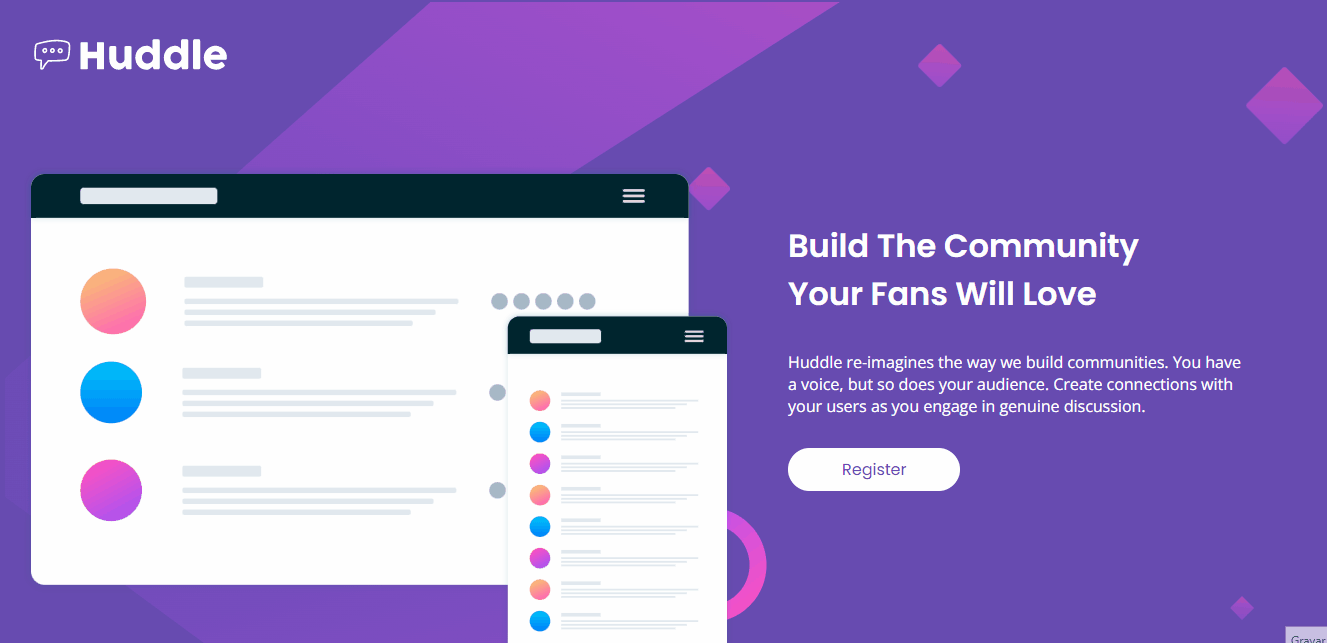 Huddle
Build The Community
Your Fans Will Love
Huddle re-imagines the way we build communities. You have
a voice, but so does your audience. Create connections with
your users as you engage in genuine discussion.
Register
Gravar